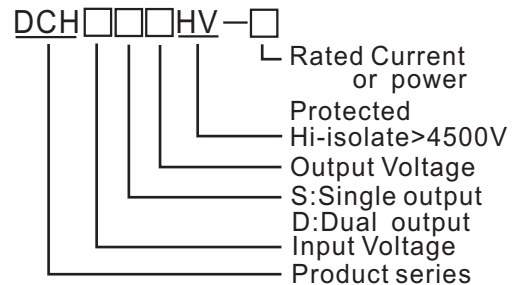 DCH□□□HV-□
Rated Current
or power
Protected
Hi-isolate>4500V
Output Voltage
S:Single output
D:Dual output
Input Voltage
Product series